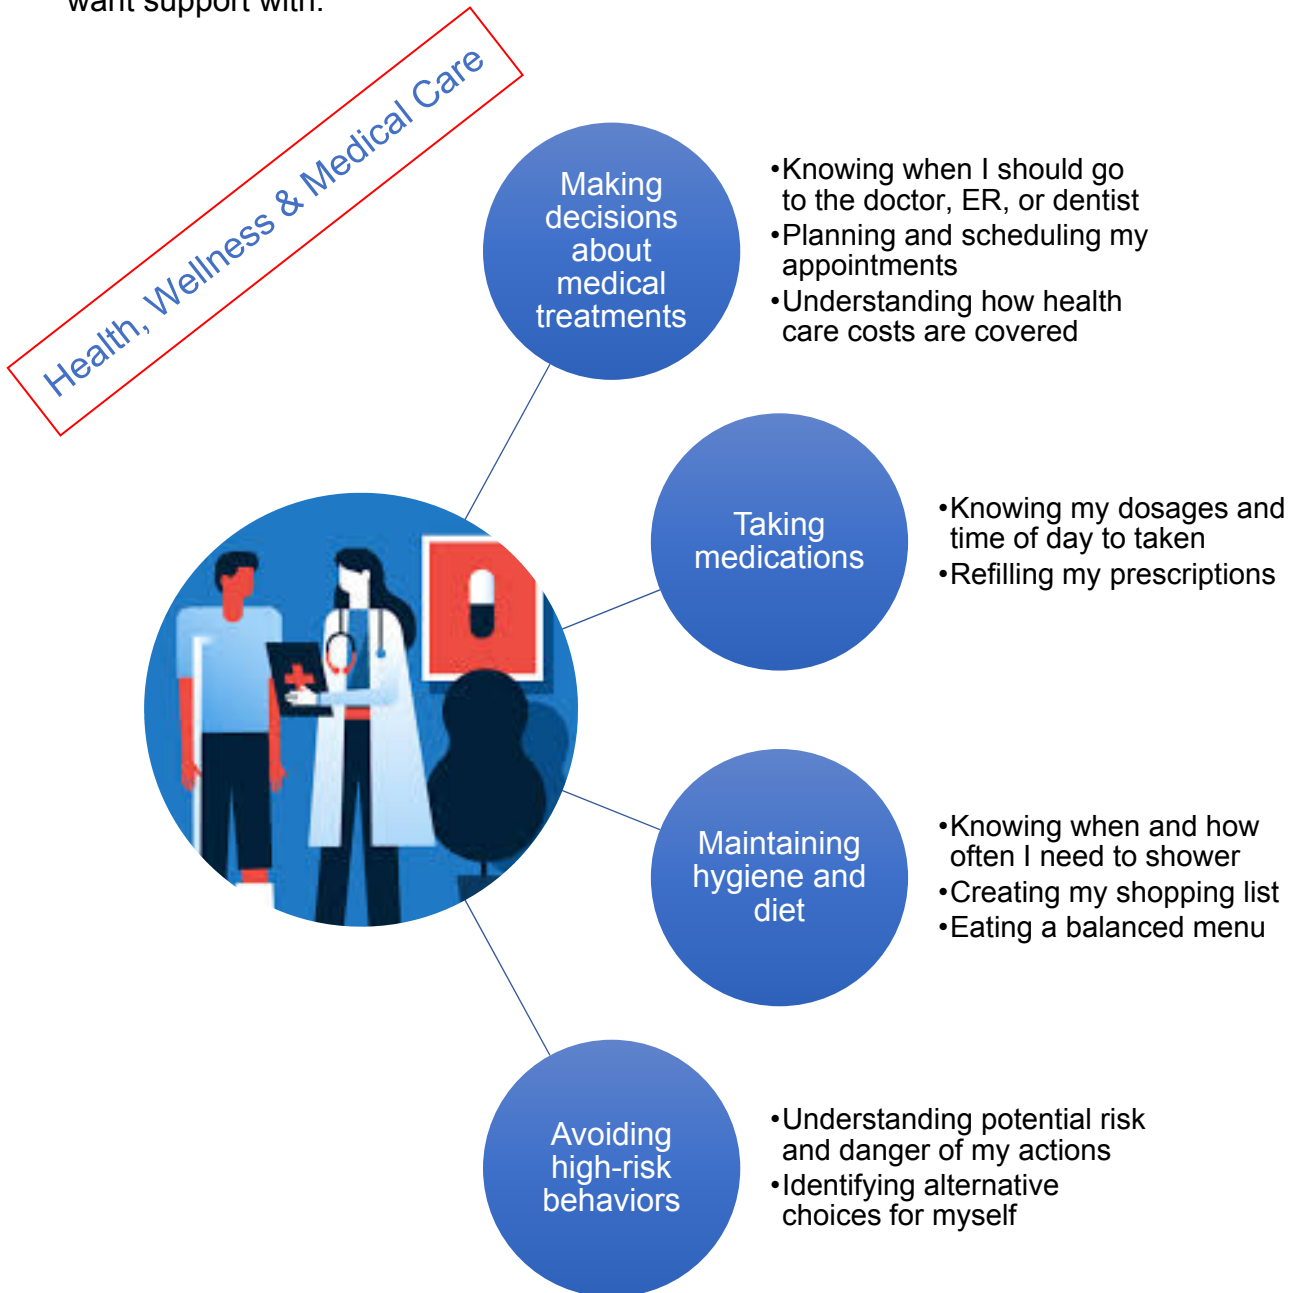 want support with.
Health, Wellness & Medical Care
Making
decisions
about
medical
treatments
•Knowing when I should go
to the doctor, ER, or dentist
•Planning and scheduling my
appointments
•Understanding how health
care costs are covered
Taking
medications
•Knowing my dosages and
time of day to taken
•Refilling my prescriptions
Maintaining
hygiene and
diet
•Knowing when and how
often I need to shower
•Creating my shopping list
•Eating a balanced menu
Avoiding
high-risk
behaviors
•Understanding potential risk
and danger of my actions
•Identifying alternative
choices for myself